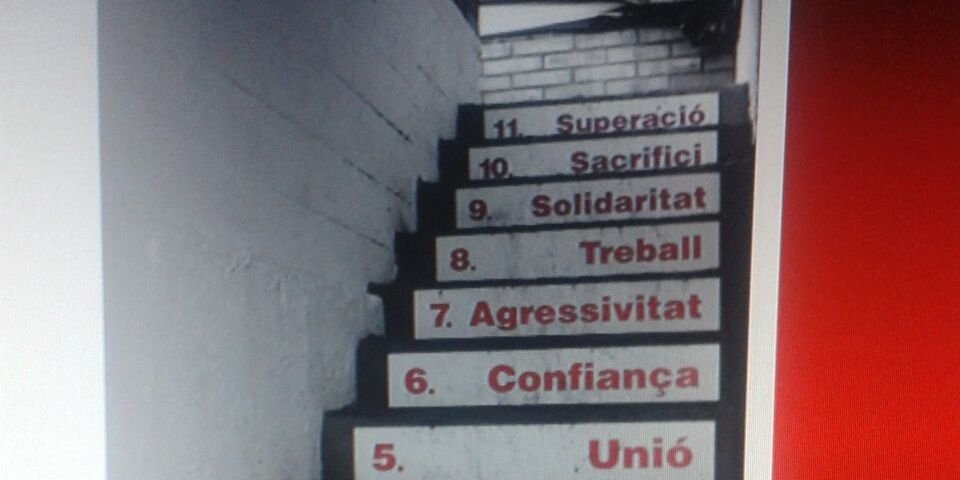 11. Superació
10. Sacrifici
9. Solidaritat
8. Treball
7. Agressivitat
6. Confiança
5. Unió